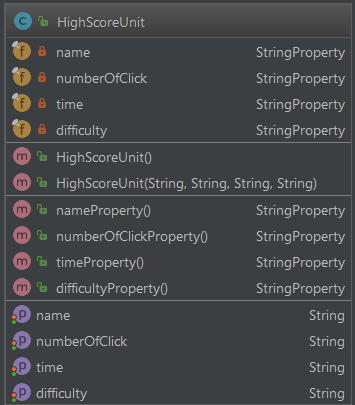 C HighScoreUnit
f name StringProperty
f numberOfClick StringProperty
f time StringProperty
f difficulty StringProperty
m HighScoreUnit()
m HighScoreUnit(String, String, String, String)
m nameProperty() StringProperty
m numberOfClickProperty() StringProperty
m timeProperty() StringProperty
m difficultyProperty() StringProperty
p name String
p numberOfClick String
p time String
p difficulty String